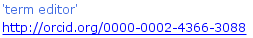 'term editor'
http://orcid.org/0000-0002-4366-3088